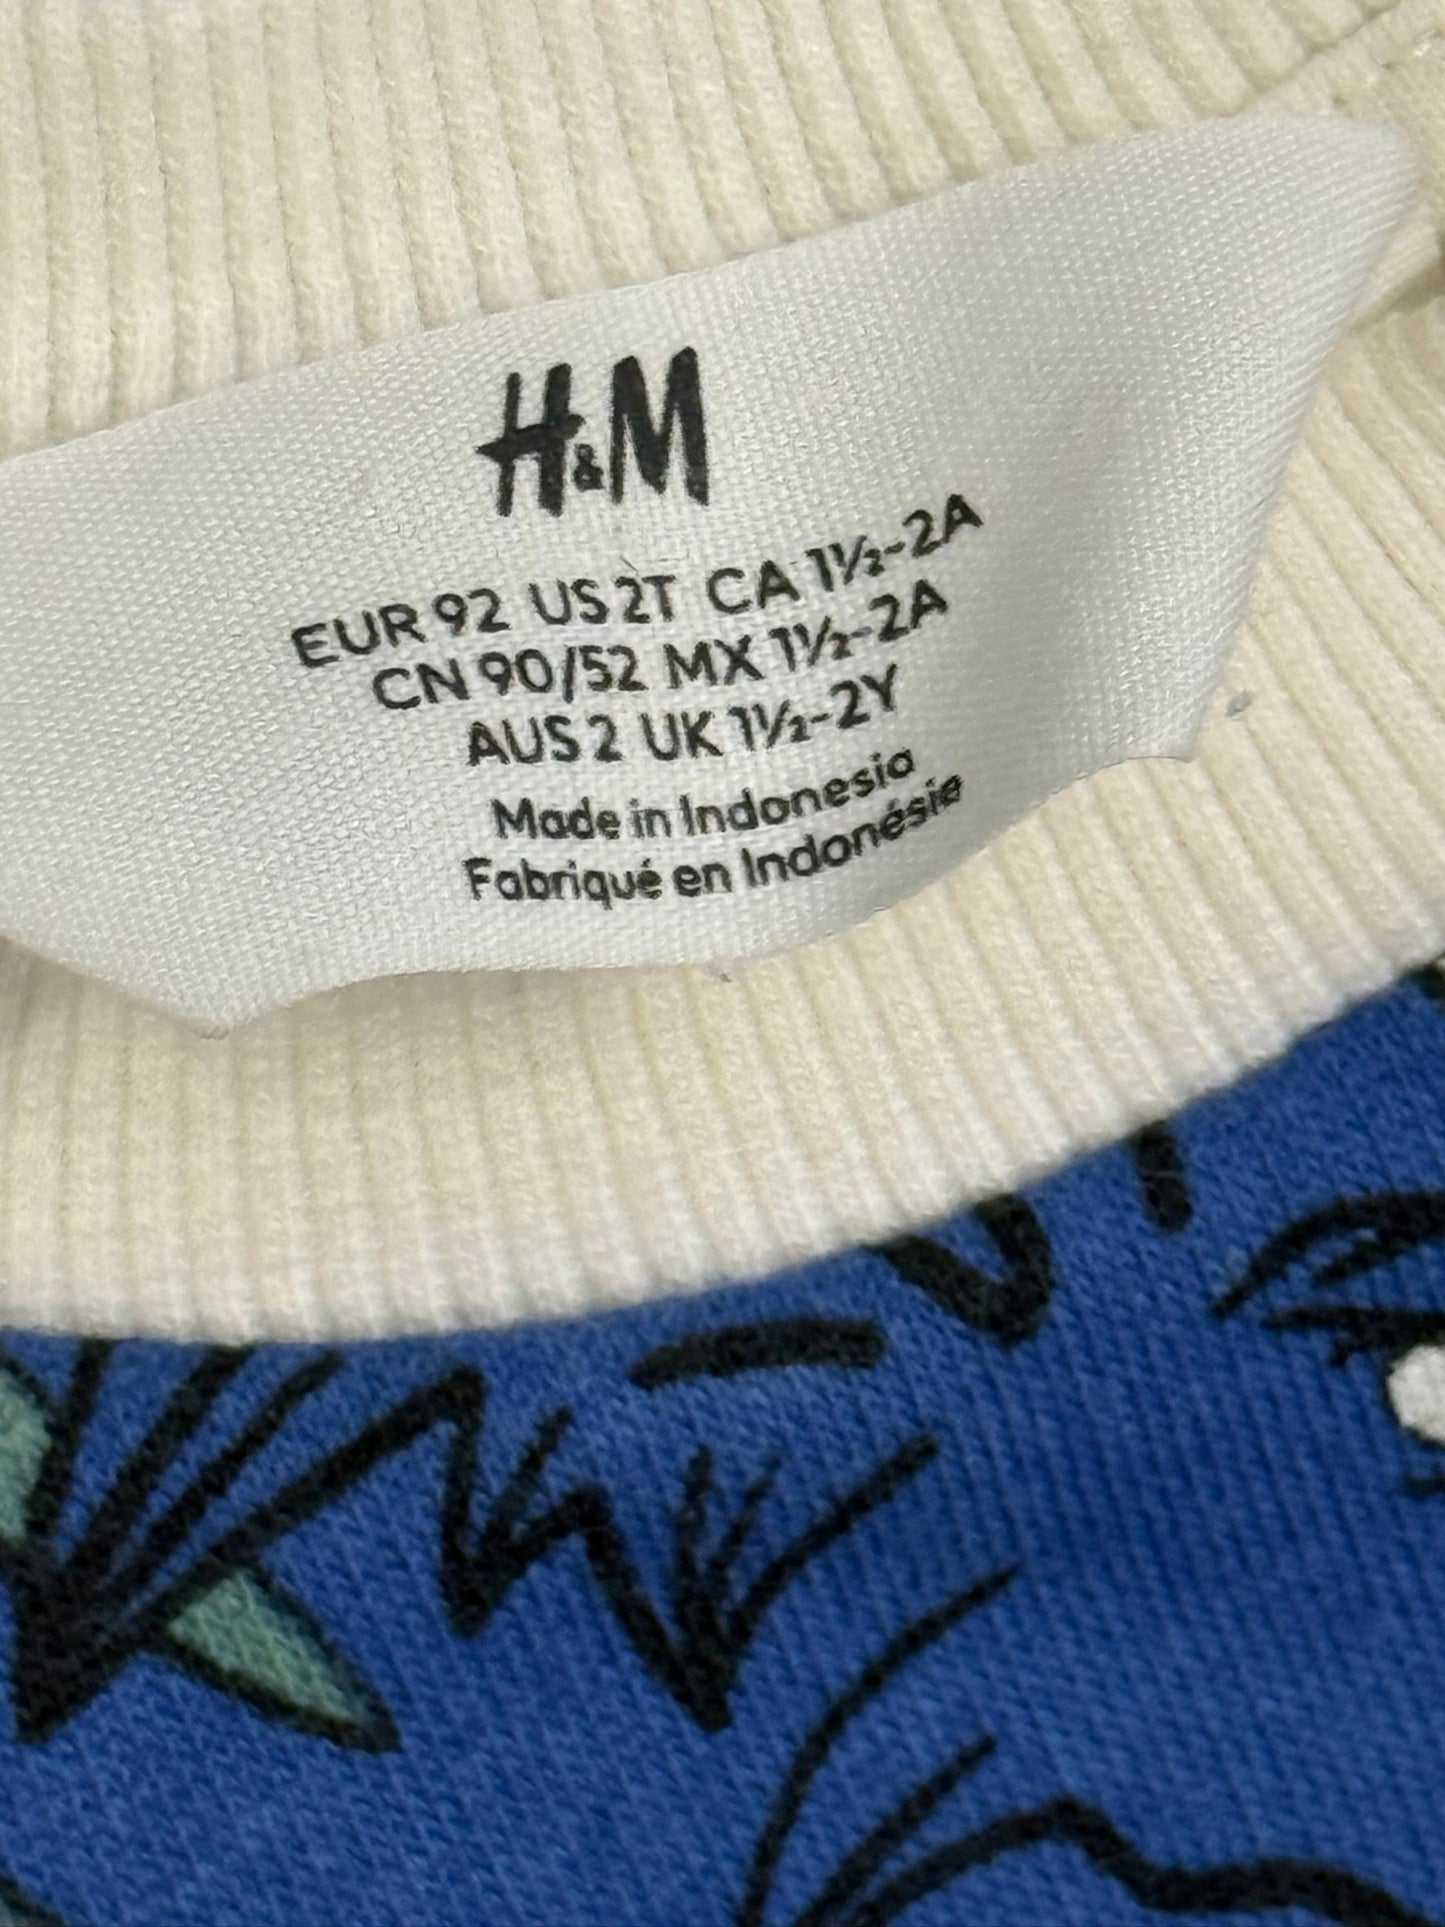 H&M
EUR 92 US 2T CA 1½-2A
CN 90/52 MX 1½-2A
AUS 2 UK 1½-2Y
Made in Indonesia
Fabriqué en Indonésie